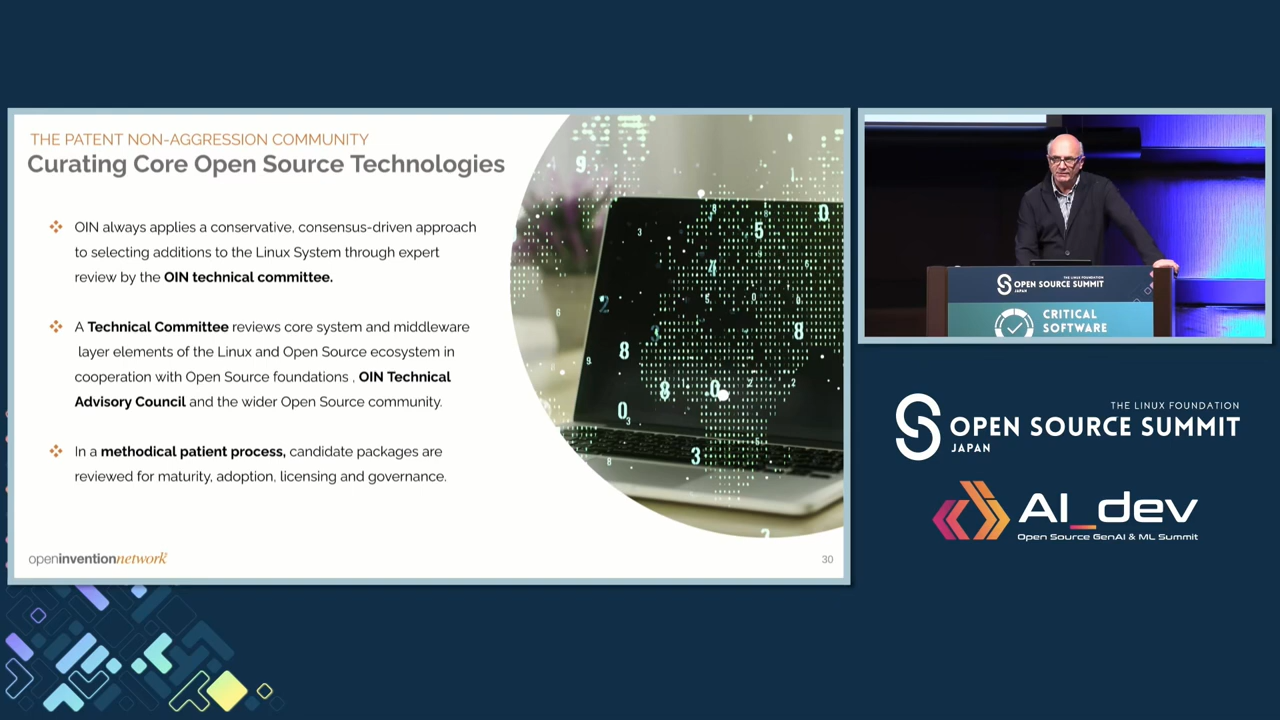 THE PATENT NON-AGGRESSION COMMUNITY
Curating Core Open Source Technologies
OIN always applies a conservative, consensus-driven approach
to selecting additions to the Linux System through expert
review by the OIN technical committee.
A Technical Committee reviews core system and middleware
layer elements of the Linux and Open Source ecosystem in
cooperation with Open Source foundations , OIN Technical
Advisory Council and the wider Open Source community.
In a methodical patient process, candidate packages are
reviewed for maturity, adoption, licensing and governance.
openinventionnetwork
30
THE LINUX FOUNDATION
OPEN SOURCE SUMMIT
JAPAN
CRITICAL
SOFTWARE
THE LINUX FOUNDATION
OPEN SOURCE SUMMIT
JAPAN
AI_dev
Open Source GenAI & ML Summit